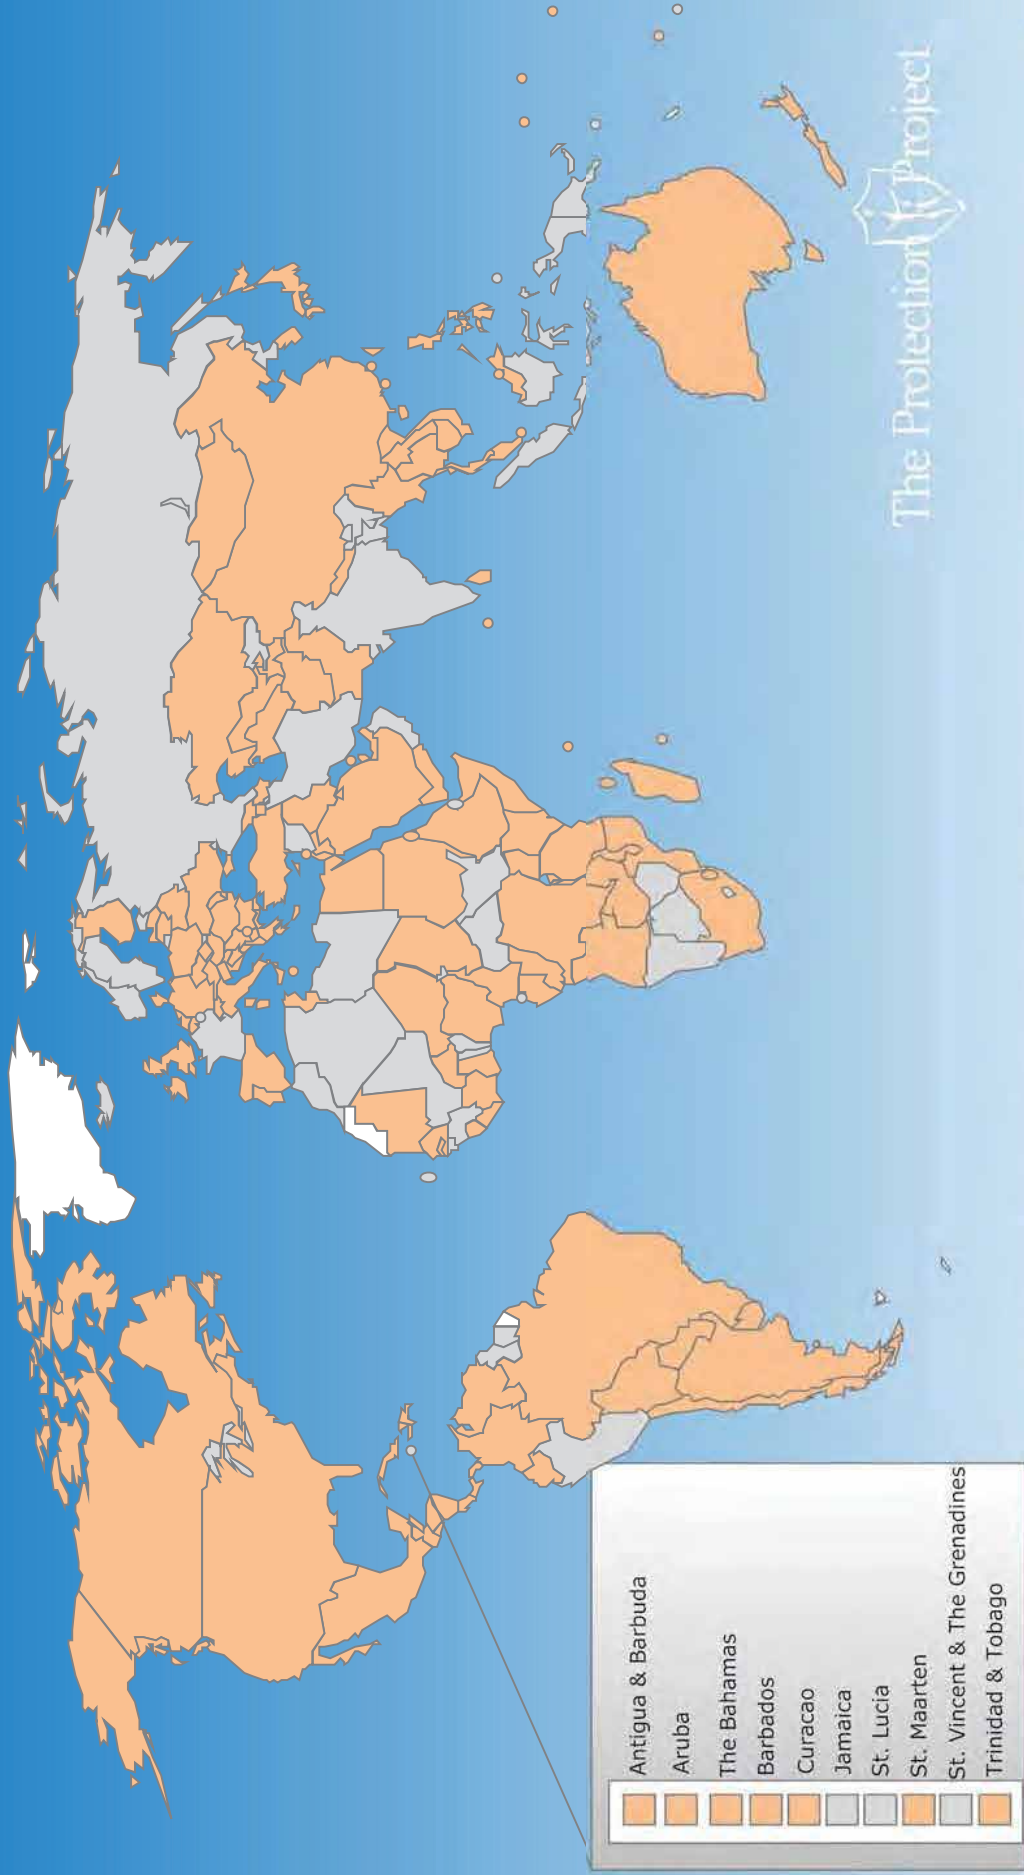 The Protection Project
Antigua & Barbuda
Aruba
The Bahamas
Barbados
Curacao
Jamaica
St. Lucia
St. Maarten
St. Vincent & The Grenadines
Trinidad & Tobago